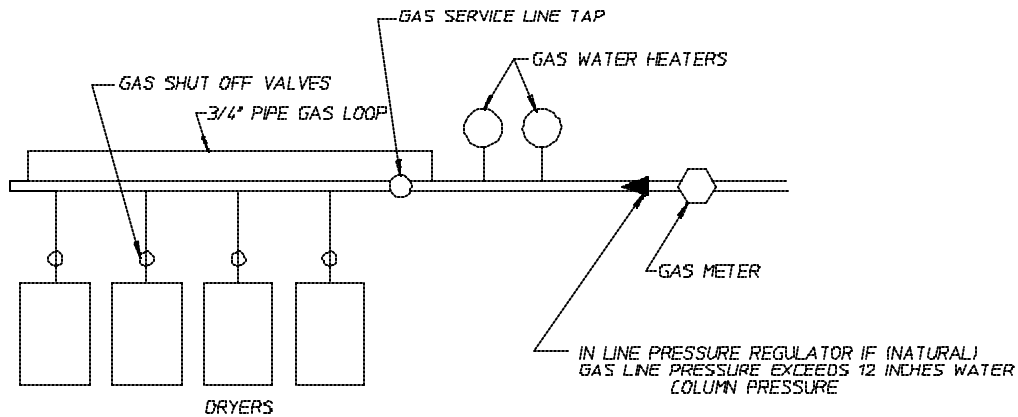 GAS SERVICE LINE TAP
GAS WATER HEATERS
GAS SHUT OFF VALVES
3/4" PIPE GAS LOOP
GAS METER
IN LINE PRESSURE REGULATOR IF (NATURAL)
GAS LINE PRESSURE EXCEEDS 12 INCHES WATER
COLUMN PRESSURE
DRYERS